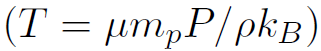 (T = μm_pP/ρk_B)